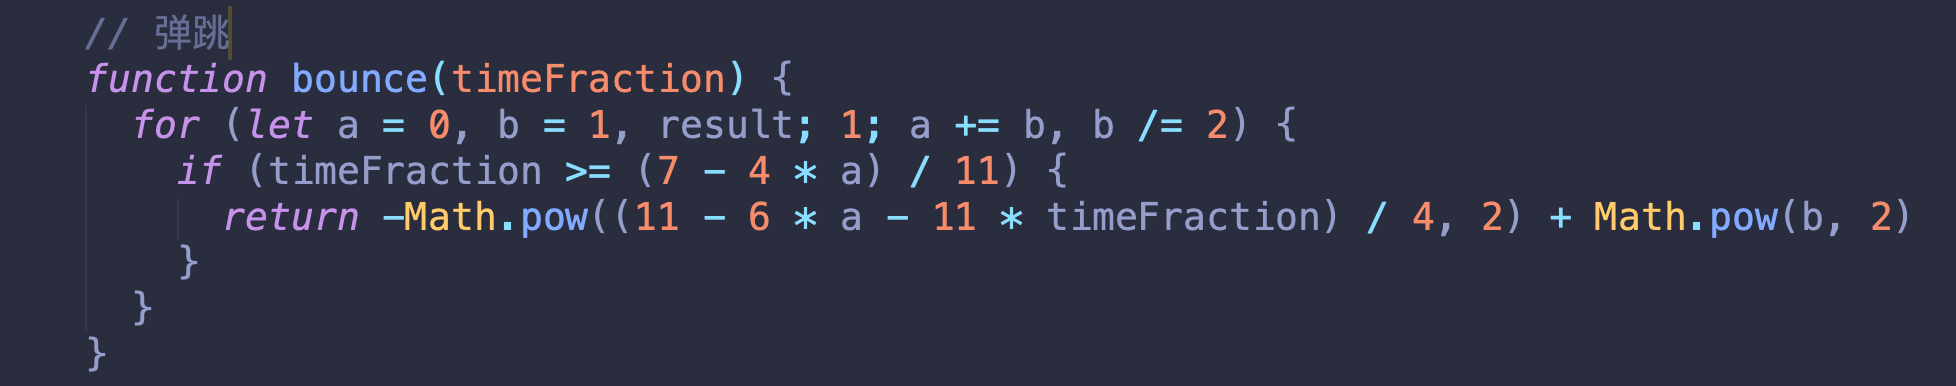 // 弹跳
function bounce(timeFraction) {
for (let a = 0, b = 1, result; 1; a += b, b /= 2) {
if (timeFraction >= (7 - 4 * a) / 11) {
return -Math.pow((11 - 6 * a - 11 * timeFraction) / 4, 2) + Math.pow(b, 2)
}
}
}